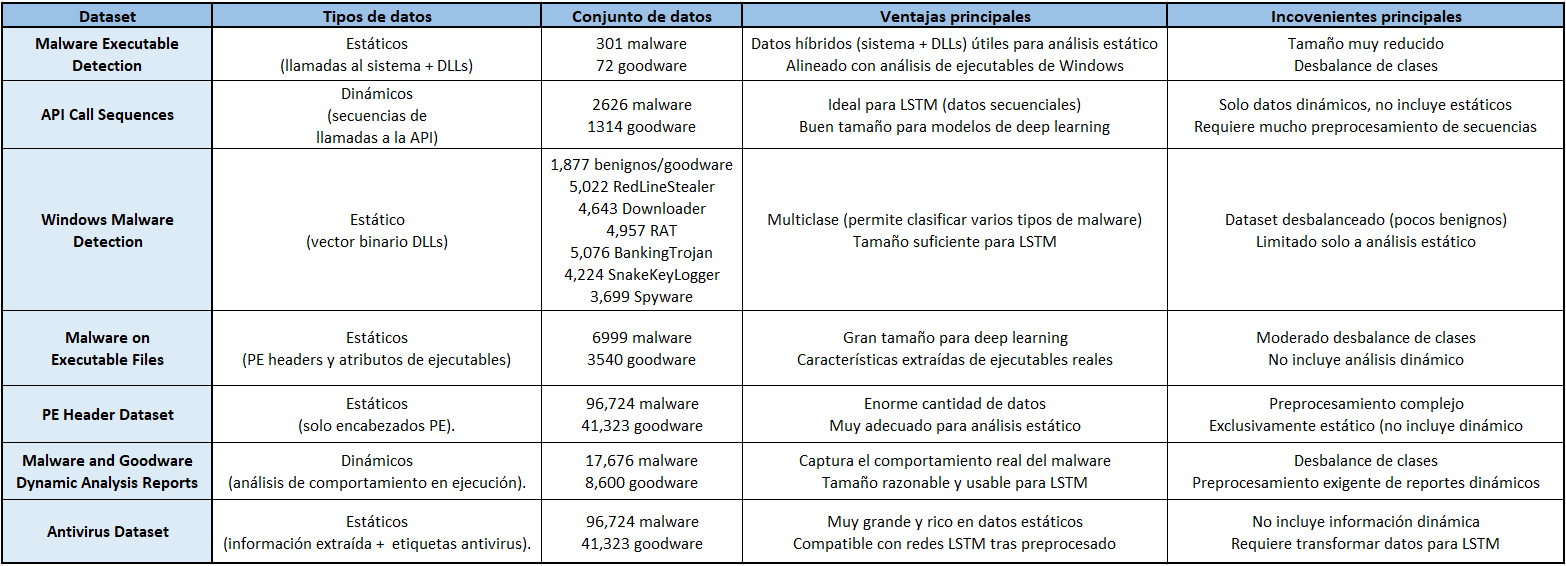 Dataset
Tipos de datos
Conjunto de datos
Ventajas principales
Incovenientes principales
Malware Executable
Detection
Estáticos
(llamadas al sistema + DLLs)
301 malware
72 goodware
Datos híbridos (sistema + DLLs) útiles para análisis estático
Alineado con análisis de ejecutables de Windows
Tamaño muy reducido
Desbalance de clases
API Call Sequences
Dinámicos
(secuencias de
llamadas a la API)
2626 malware
1314 goodware
Ideal para LSTM (datos secuenciales)
Buen tamaño para modelos de deep learning
Solo datos dinámicos, no incluye estáticos
Requiere mucho preprocesamiento de secuencias
Windows Malware
Detection
Estático
(vector binario DLLs)
1,877 benignos/goodware
5,022 RedLineStealer
4,643 Downloader
4,957 RAT
5,076 BankingTrojan
4,224 SnakeKeyLogger
3,699 Spyware
Multiclase (permite clasificar varios tipos de malware)
Tamaño suficiente para LSTM
Dataset desbalanceado (pocos benignos)
Limitado solo a análisis estático
Malware on
Executable Files
Estáticos
(PE headers y atributos de ejecutables)
6999 malware
3540 goodware
Gran tamaño para deep learning
Características extraídas de ejecutables reales
Moderado desbalance de clases
No incluye análisis dinámico
PE Header Dataset
Estáticos
(solo encabezados PE).
96,724 malware
41,323 goodware
Enorme cantidad de datos
Muy adecuado para análisis estático
Preprocesamiento complejo
Exclusivamente estático (no incluye dinámico
Malware and Goodware
Dynamic Analysis Reports
Dinámicos
(análisis de comportamiento en ejecución).
17,676 malware
8,600 goodware
Captura el comportamiento real del malware
Tamaño razonable y usable para LSTM
Desbalance de clases
Preprocesamiento exigente de reportes dinámicos
Antivirus Dataset
Estáticos
(información extraída +  etiquetas antivirus).
96,724 malware
41,323 goodware
Muy grande y rico en datos estáticos
Compatible con redes LSTM tras preprocesado
No incluye información dinámica
Requiere transformar datos para LSTM